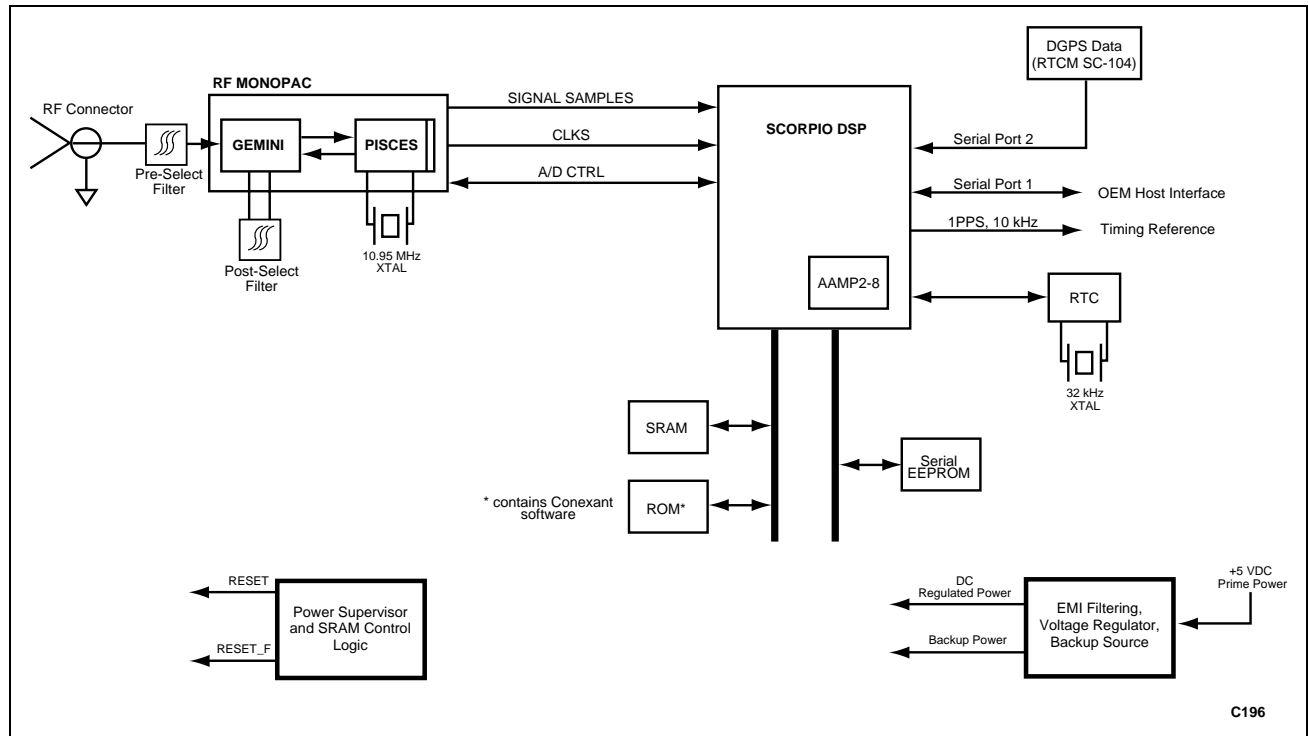 DGPS Data
(RTCM SC-104)
RF MONOPAC
RF Connector
SIGNAL SAMPLES
SCORPIO DSP
GEMINI
PISCES
CLKS
Serial Port 2
Pre-Select
Filter
A/D CTRL
Serial Port 1
OEM Host Interface
1PPS, 10 kHz
Timing Reference
Post-Select
Filter
10.95 MHz
XTAL
AAMP2-8
RTC
32 kHz
XTAL
SRAM
Serial
EEPROM
* contains Conexant
software
ROM*
RESET
Power Supervisor
and SRAM Control
Logic
RESET_F
DC
Regulated Power
Backup Power
EMI Filtering,
Voltage Regulator,
Backup Source
+5 VDC
Prime Power
C196